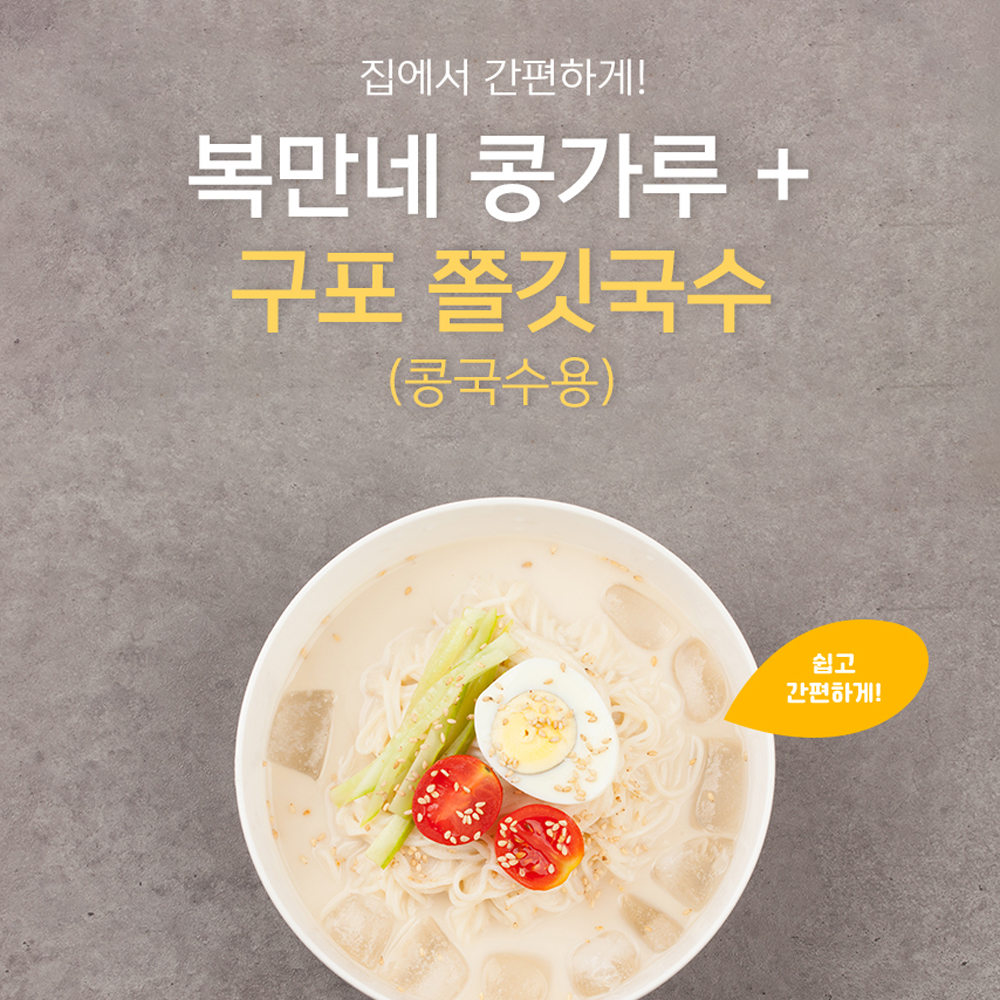 집에서 간편하게!
복만네 콩가루 +
구포 쫄깃국수
(콩국수용)
쉽고
간편하게!